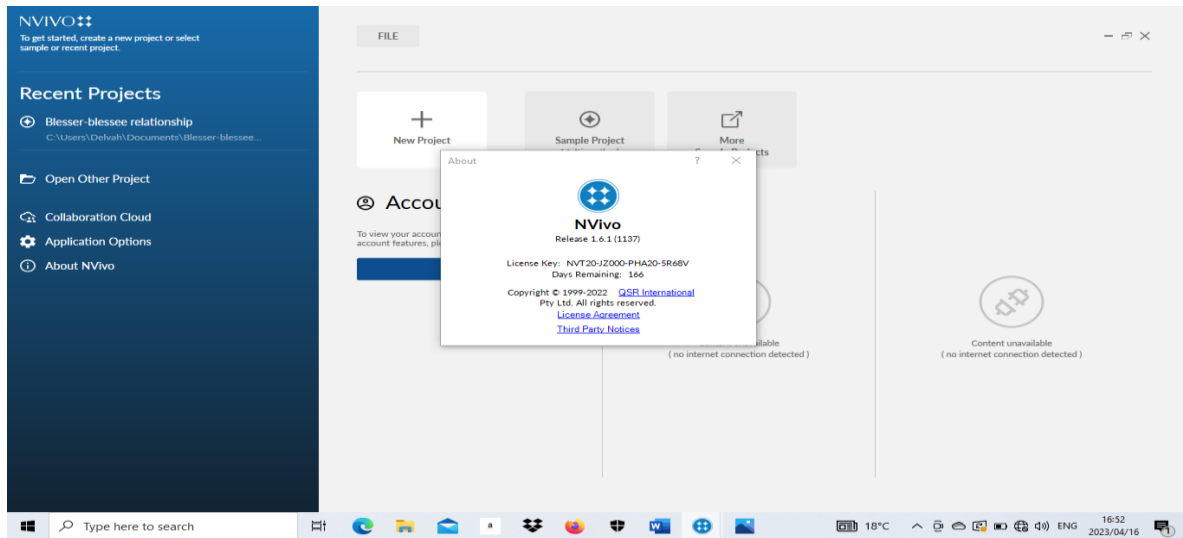 NVIVO
To get started, create a new project or select
sample or recent project.
Recent Projects
Blesser-blessee relationship
C:\Users\Delvah\Documents\Blesser-blessee...
Open Other Project
Collaboration Cloud
Application Options
About NVivo
FILE
New Project
Sample Project
More
About
?
NVivo
Release 1.6.1 (1137)
License Key: NVT20-JZ000-PHA20-5R68V
Days Remaining: 166
Copyright © 1999-2022 QSR International
Pty Ltd. All rights reserved.
License Agreement
Third Party Notices
To view your accoun
account features, pl
( no internet connection detected )
Content unavailable
( no internet connection detected )
Type here to search
a
W
18°C
ENG
16:52
2023/04/16
1